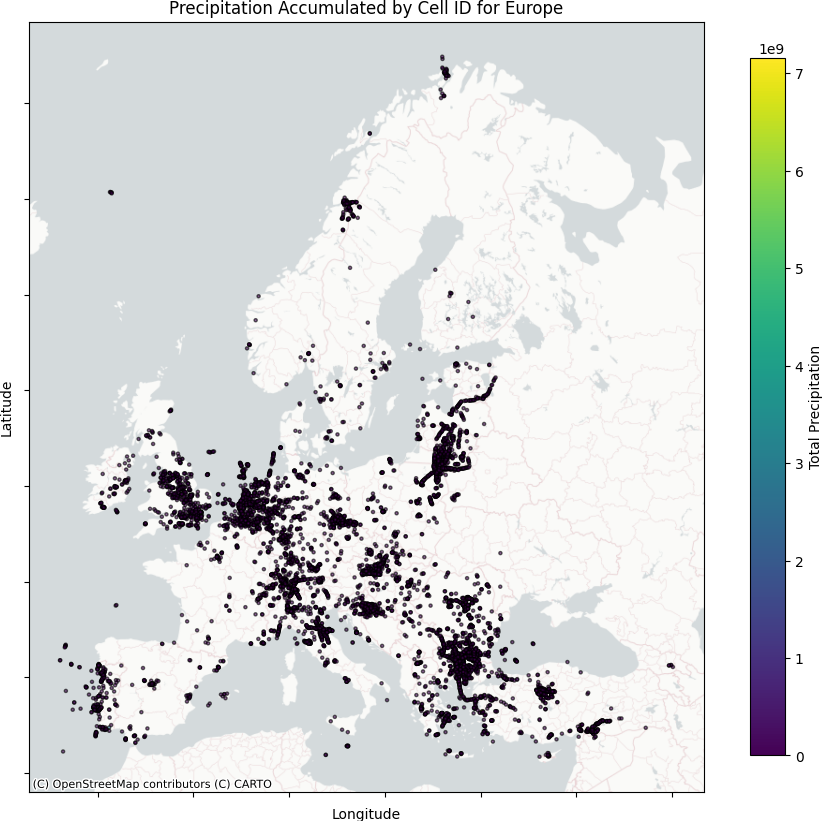 Precipitation Accumulated by Cell ID for Europe
1e9
7
6
5
4
3
2
1
0
Total Precipitation
Latitude
(C) OpenStreetMap contributors (C) CARTO
Longitude